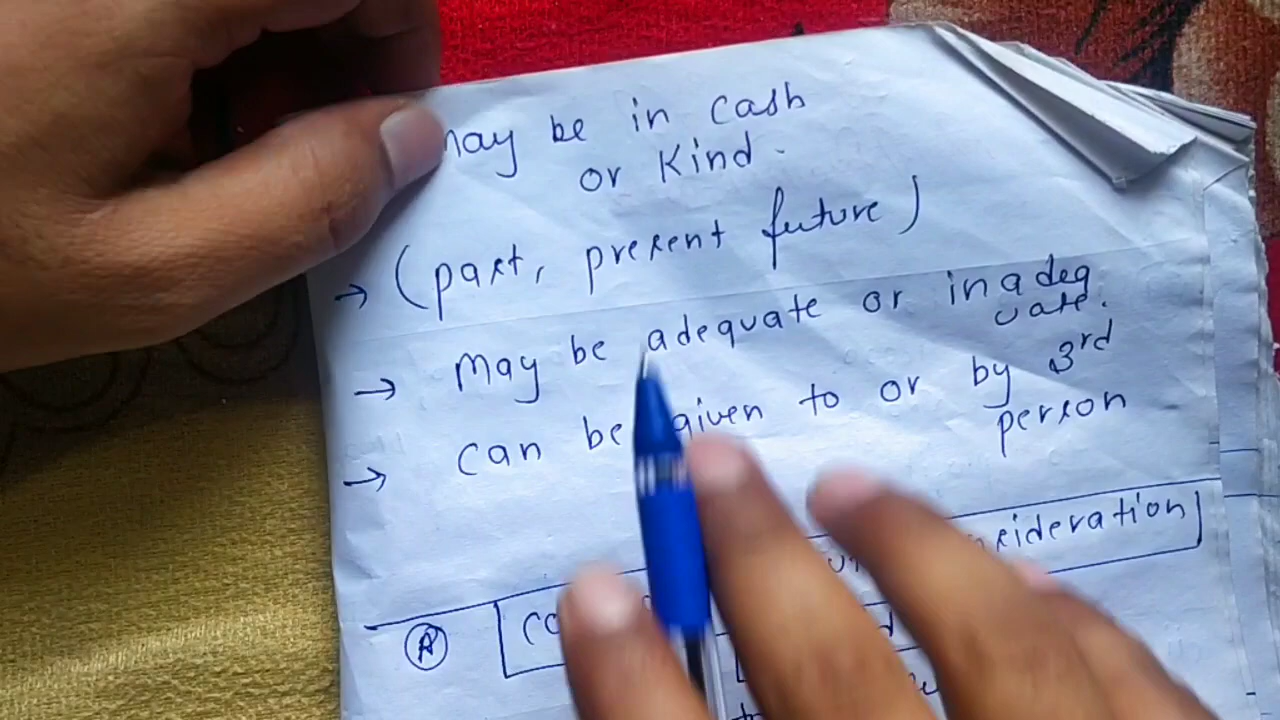 may be in cash
or Kind.
→ (past, present future)
→ May be adequate or inadeq
uate.
→ can be given to or by 3rd
person
Consideration
(A)